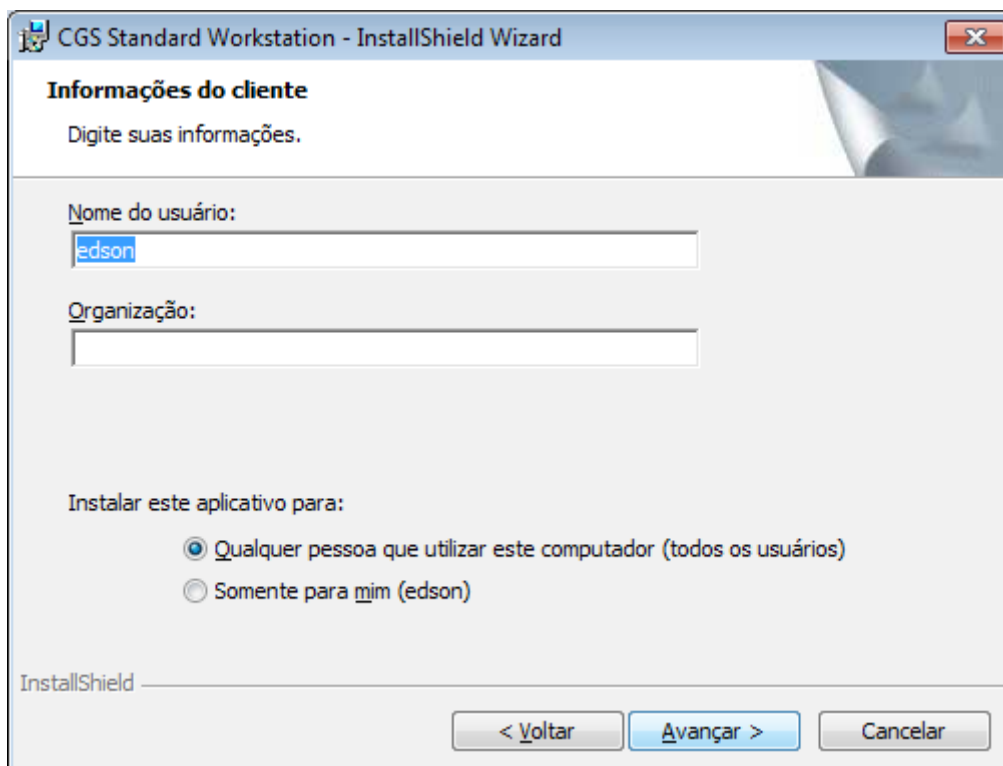 CGS Standard Workstation - InstallShield Wizard
Informações do cliente
Digite suas informações.
Nome do usuário:
edson
Organização:
Instalar este aplicativo para:
Qualquer pessoa que utilizar este computador (todos os usuários)
Somente para mim (edson)
InstallShield
< Voltar Avançar > Cancelar